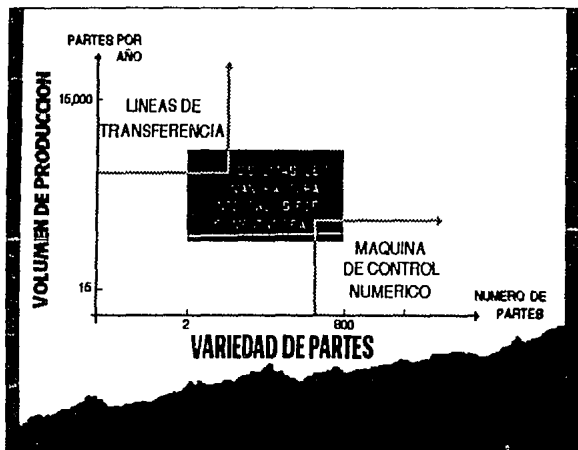 PARTES POR
AÑO
VOLUMEN DE PRODUCCION
15,000
LINEAS DE
TRANSFERENCIA
MAQUINA
DE CONTROL
NUMERICO
15
NUMERO DE
PARTES
2
800
VARIEDAD DE PARTES